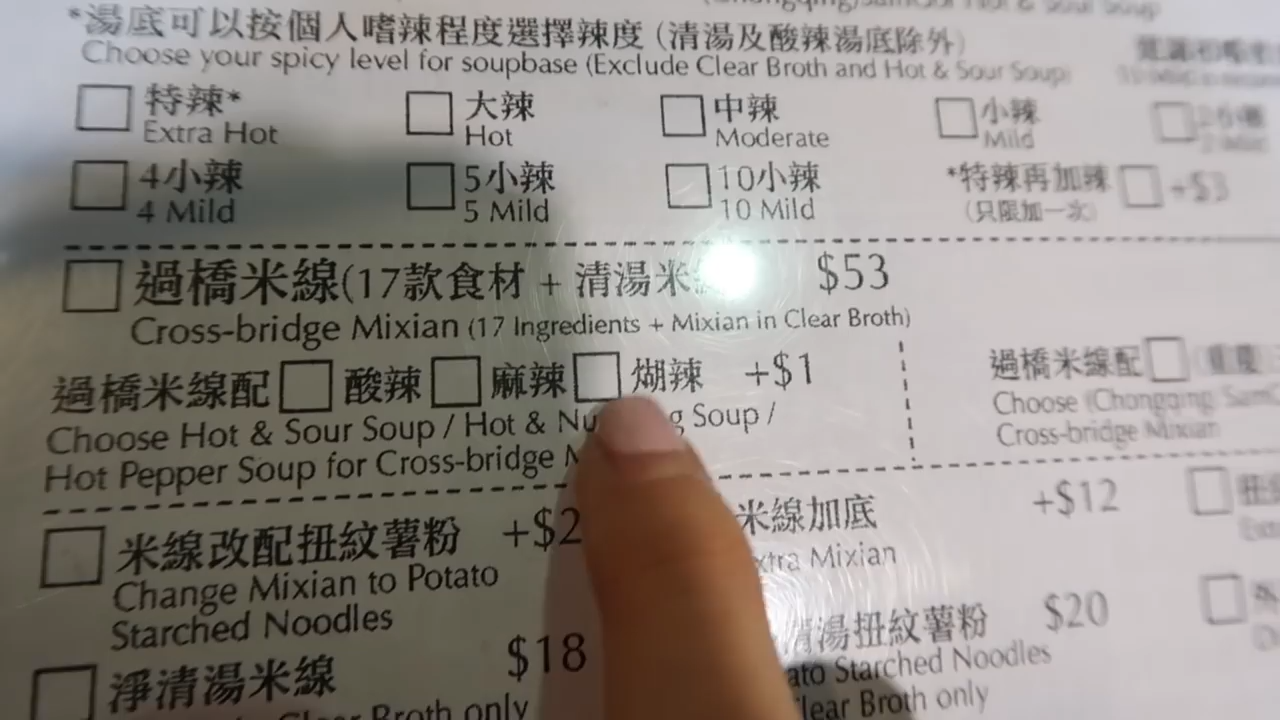 *湯底可以按個人嗜辣程度選擇辣度 (清湯及酸辣湯底除外)
Choose your spicy level for soupbase (Exclude Clear Broth and Hot & Sour Soup)
特辣* 大辣 中辣 小辣
Extra Hot Hot Moderate Mild
4小辣 5小辣 10小辣 *特辣再加辣 +$3
4 Mild 5 Mild 10 Mild (只限加一次)
過橋米線(17款食材 + 清湯米 $53
Cross-bridge Mixian (17 Ingredients + Mixian in Clear Broth)
過橋米線配 酸辣 麻辣 煳辣 +$1
Choose Hot & Sour Soup / Hot & Soup /
Hot Pepper Soup for Cross-bridge
過橋米線配
Choose (Chongqing
Cross-bridge Mixian
米線改配扭紋薯粉 +$2
Change Mixian to Potato
Starched Noodles
米線加底 +$12
Mixian
淨清湯米線 $18
Clear Broth only
清湯扭紋薯粉 $20
Starched Noodles
Clear Broth only